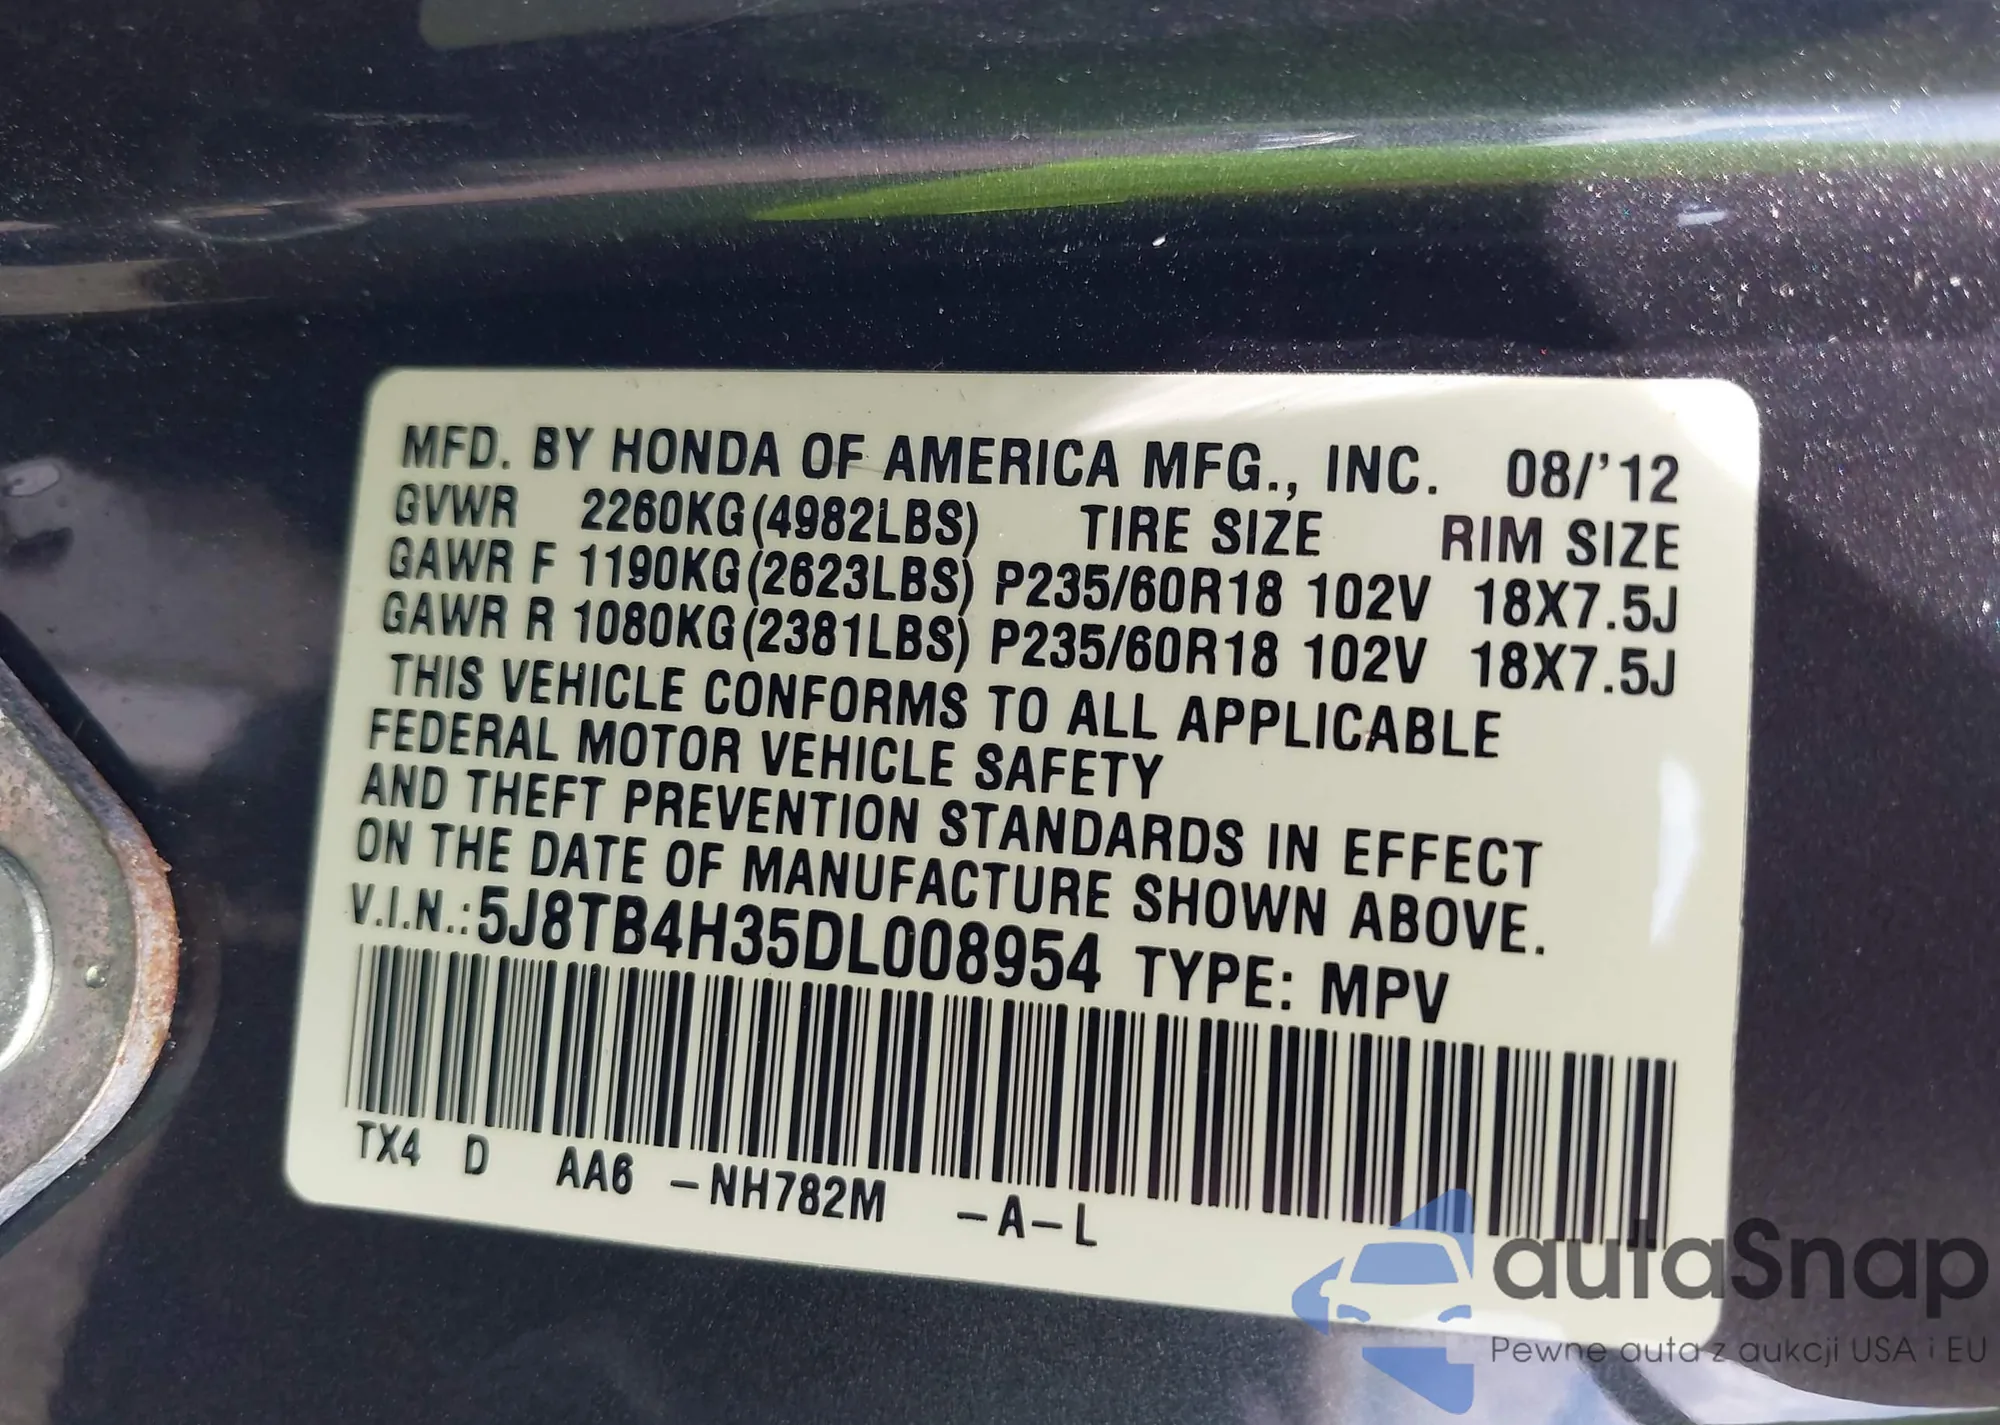 MFD. BY HONDA OF AMERICA MFG., INC. 08/'12
GVWR 2260KG(4982LBS) TIRE SIZE RIM SIZE
GAWR F 1190KG(2623LBS) P235/60R18 102V 18X7.5J
GAWR R 1080KG(2381LBS) P235/60R18 102V 18X7.5J
THIS VEHICLE CONFORMS TO ALL APPLICABLE
FEDERAL MOTOR VEHICLE SAFETY
AND THEFT PREVENTION STANDARDS IN EFFECT
ON THE DATE OF MANUFACTURE SHOWN ABOVE.
V.I.N.:5J8TB4H35DL008954 TYPE: MPV
TX4 D AA6 -NH782M -A-L
autaSnap
Pewne auta z aukcji USA i EU